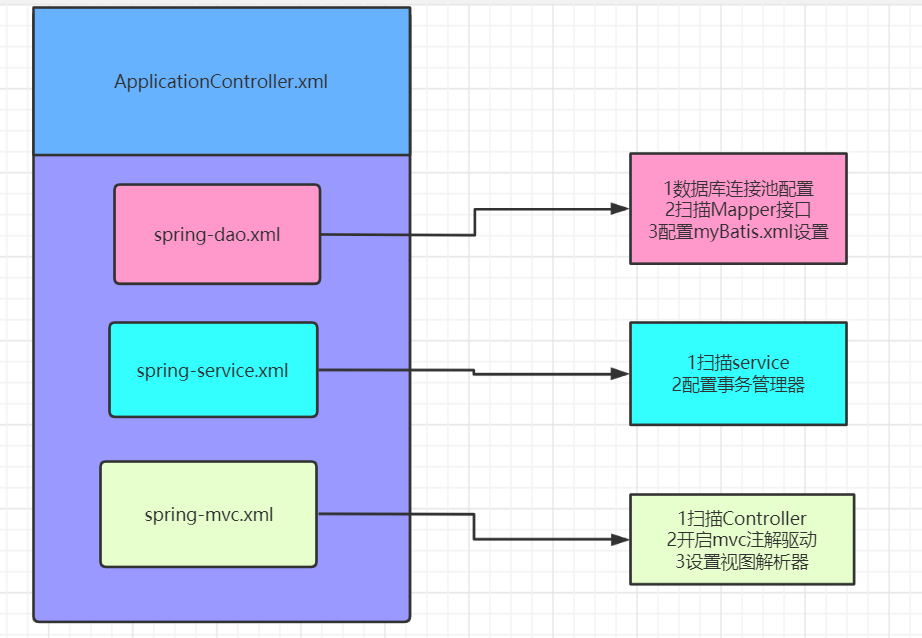 ApplicationController.xml
spring-dao.xml
1数据库连接池配置
2扫描Mapper接口
3配置myBatis.xml设置
spring-service.xml
1扫描service
2配置事务管理器
spring-mvc.xml
1扫描Controller
2开启mvc注解驱动
3设置视图解析器